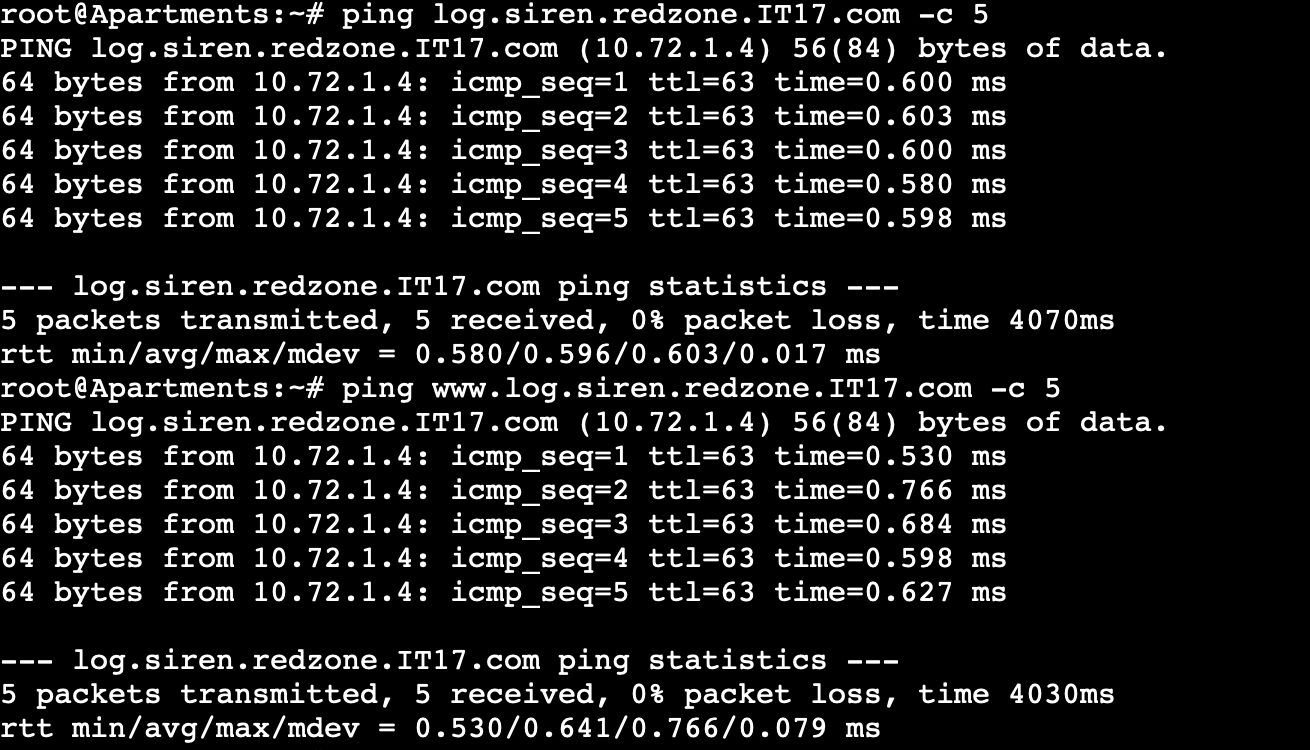 root@Apartments:~# ping log.siren.redzone.IT17.com -c 5
PING log.siren.redzone.IT17.com (10.72.1.4) 56(84) bytes of data.
64 bytes from 10.72.1.4: icmp_seq=1 ttl=63 time=0.600 ms
64 bytes from 10.72.1.4: icmp_seq=2 ttl=63 time=0.603 ms
64 bytes from 10.72.1.4: icmp_seq=3 ttl=63 time=0.600 ms
64 bytes from 10.72.1.4: icmp_seq=4 ttl=63 time=0.580 ms
64 bytes from 10.72.1.4: icmp_seq=5 ttl=63 time=0.598 ms
--- log.siren.redzone.IT17.com ping statistics ---
5 packets transmitted, 5 received, 0% packet loss, time 4070ms
rtt min/avg/max/mdev = 0.580/0.596/0.603/0.017 ms
root@Apartments:~# ping www.log.siren.redzone.IT17.com -c 5
PING log.siren.redzone.IT17.com (10.72.1.4) 56(84) bytes of data.
64 bytes from 10.72.1.4: icmp_seq=1 ttl=63 time=0.530 ms
64 bytes from 10.72.1.4: icmp_seq=2 ttl=63 time=0.766 ms
64 bytes from 10.72.1.4: icmp_seq=3 ttl=63 time=0.684 ms
64 bytes from 10.72.1.4: icmp_seq=4 ttl=63 time=0.598 ms
64 bytes from 10.72.1.4: icmp_seq=5 ttl=63 time=0.627 ms
--- log.siren.redzone.IT17.com ping statistics ---
5 packets transmitted, 5 received, 0% packet loss, time 4030ms
rtt min/avg/max/mdev = 0.530/0.641/0.766/0.079 ms